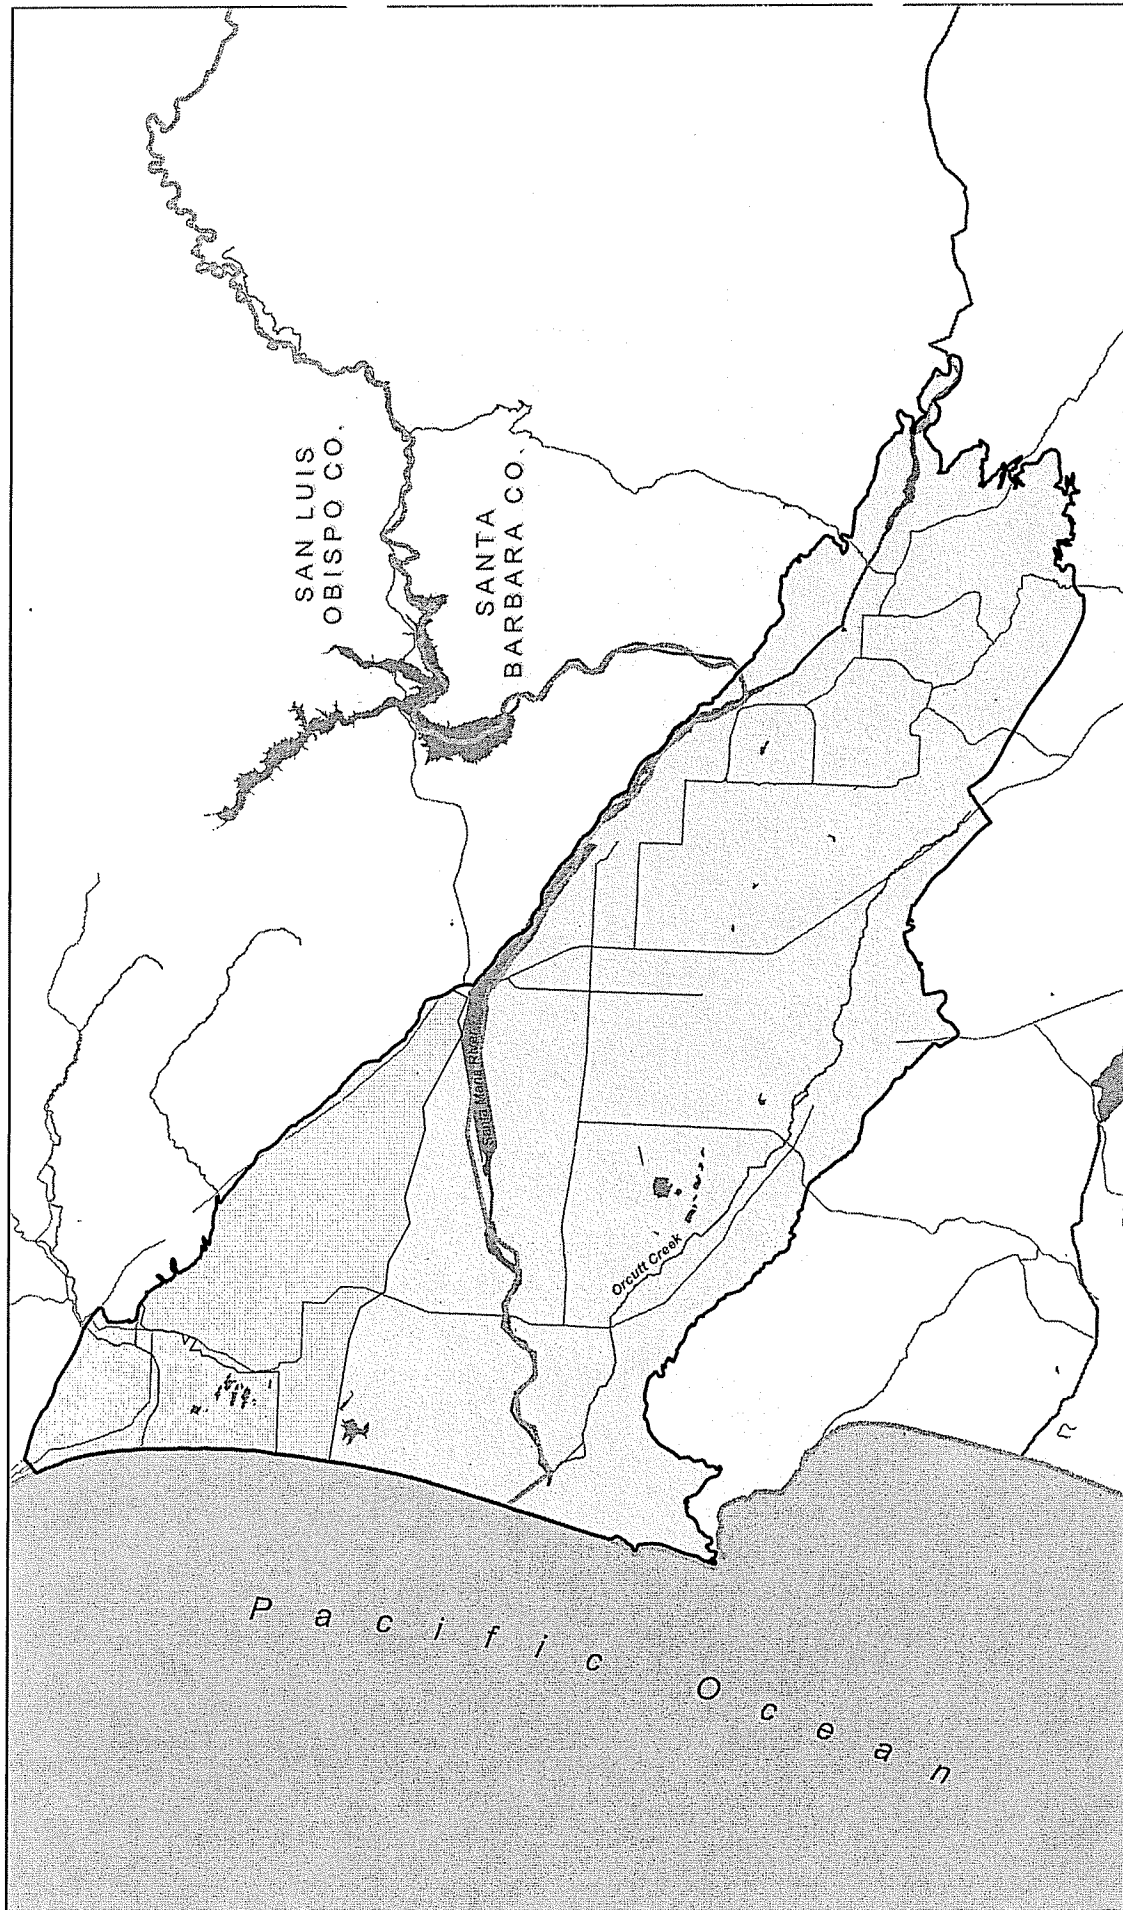 SAN LUIS
OBISPO CO.
SANTA
BARBARA CO.
Santa Maria River
Orcutt Creek
Pacific Ocean
R